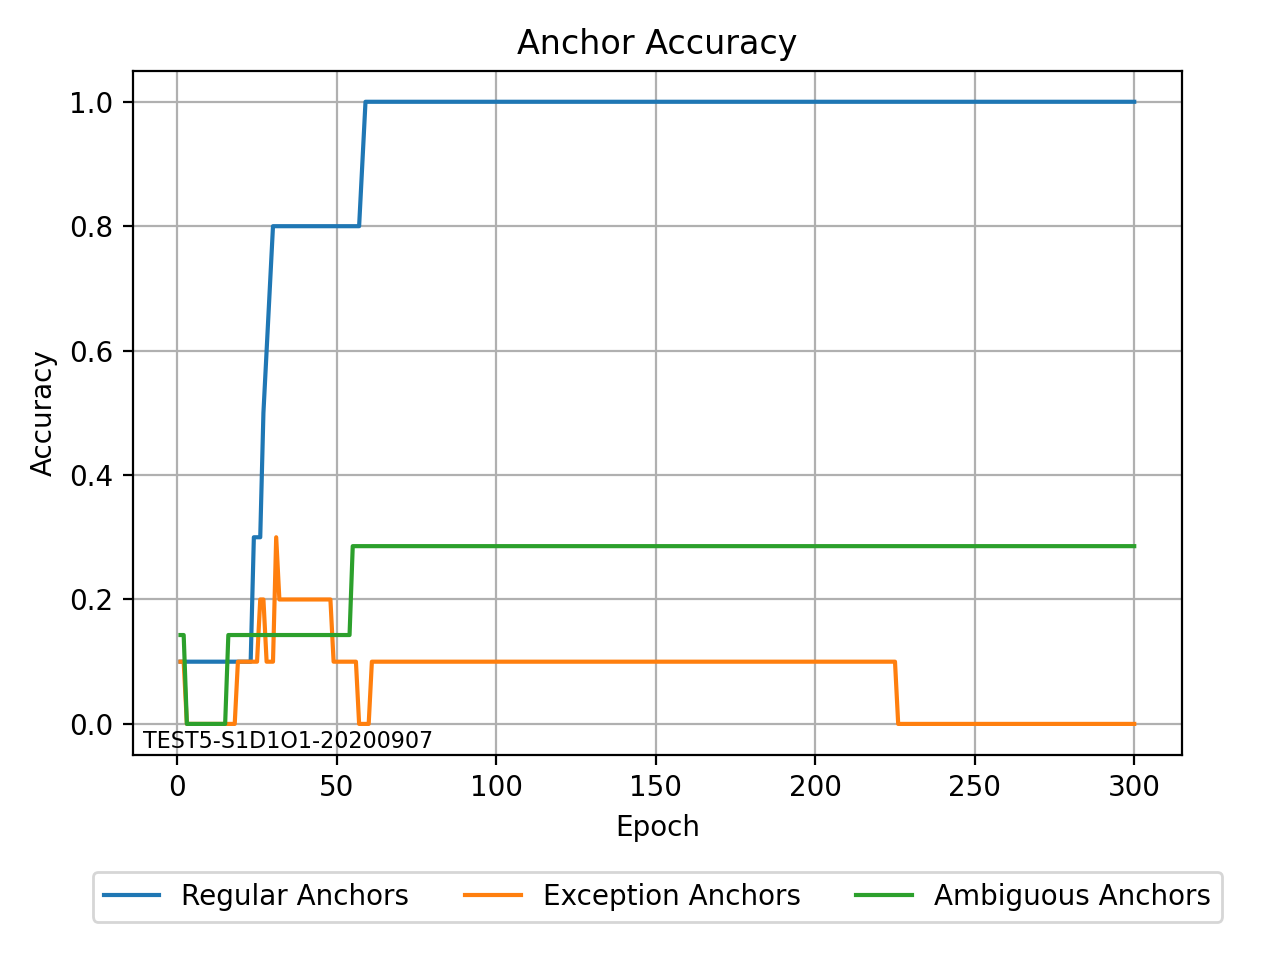 Anchor Accuracy
1.0
0.8
0.6
0.4
0.2
0.0
Accuracy
TEST5-S1D1O1-20200907
0 50 100 150 200 250 300
Epoch
Regular Anchors Exception Anchors Ambiguous Anchors